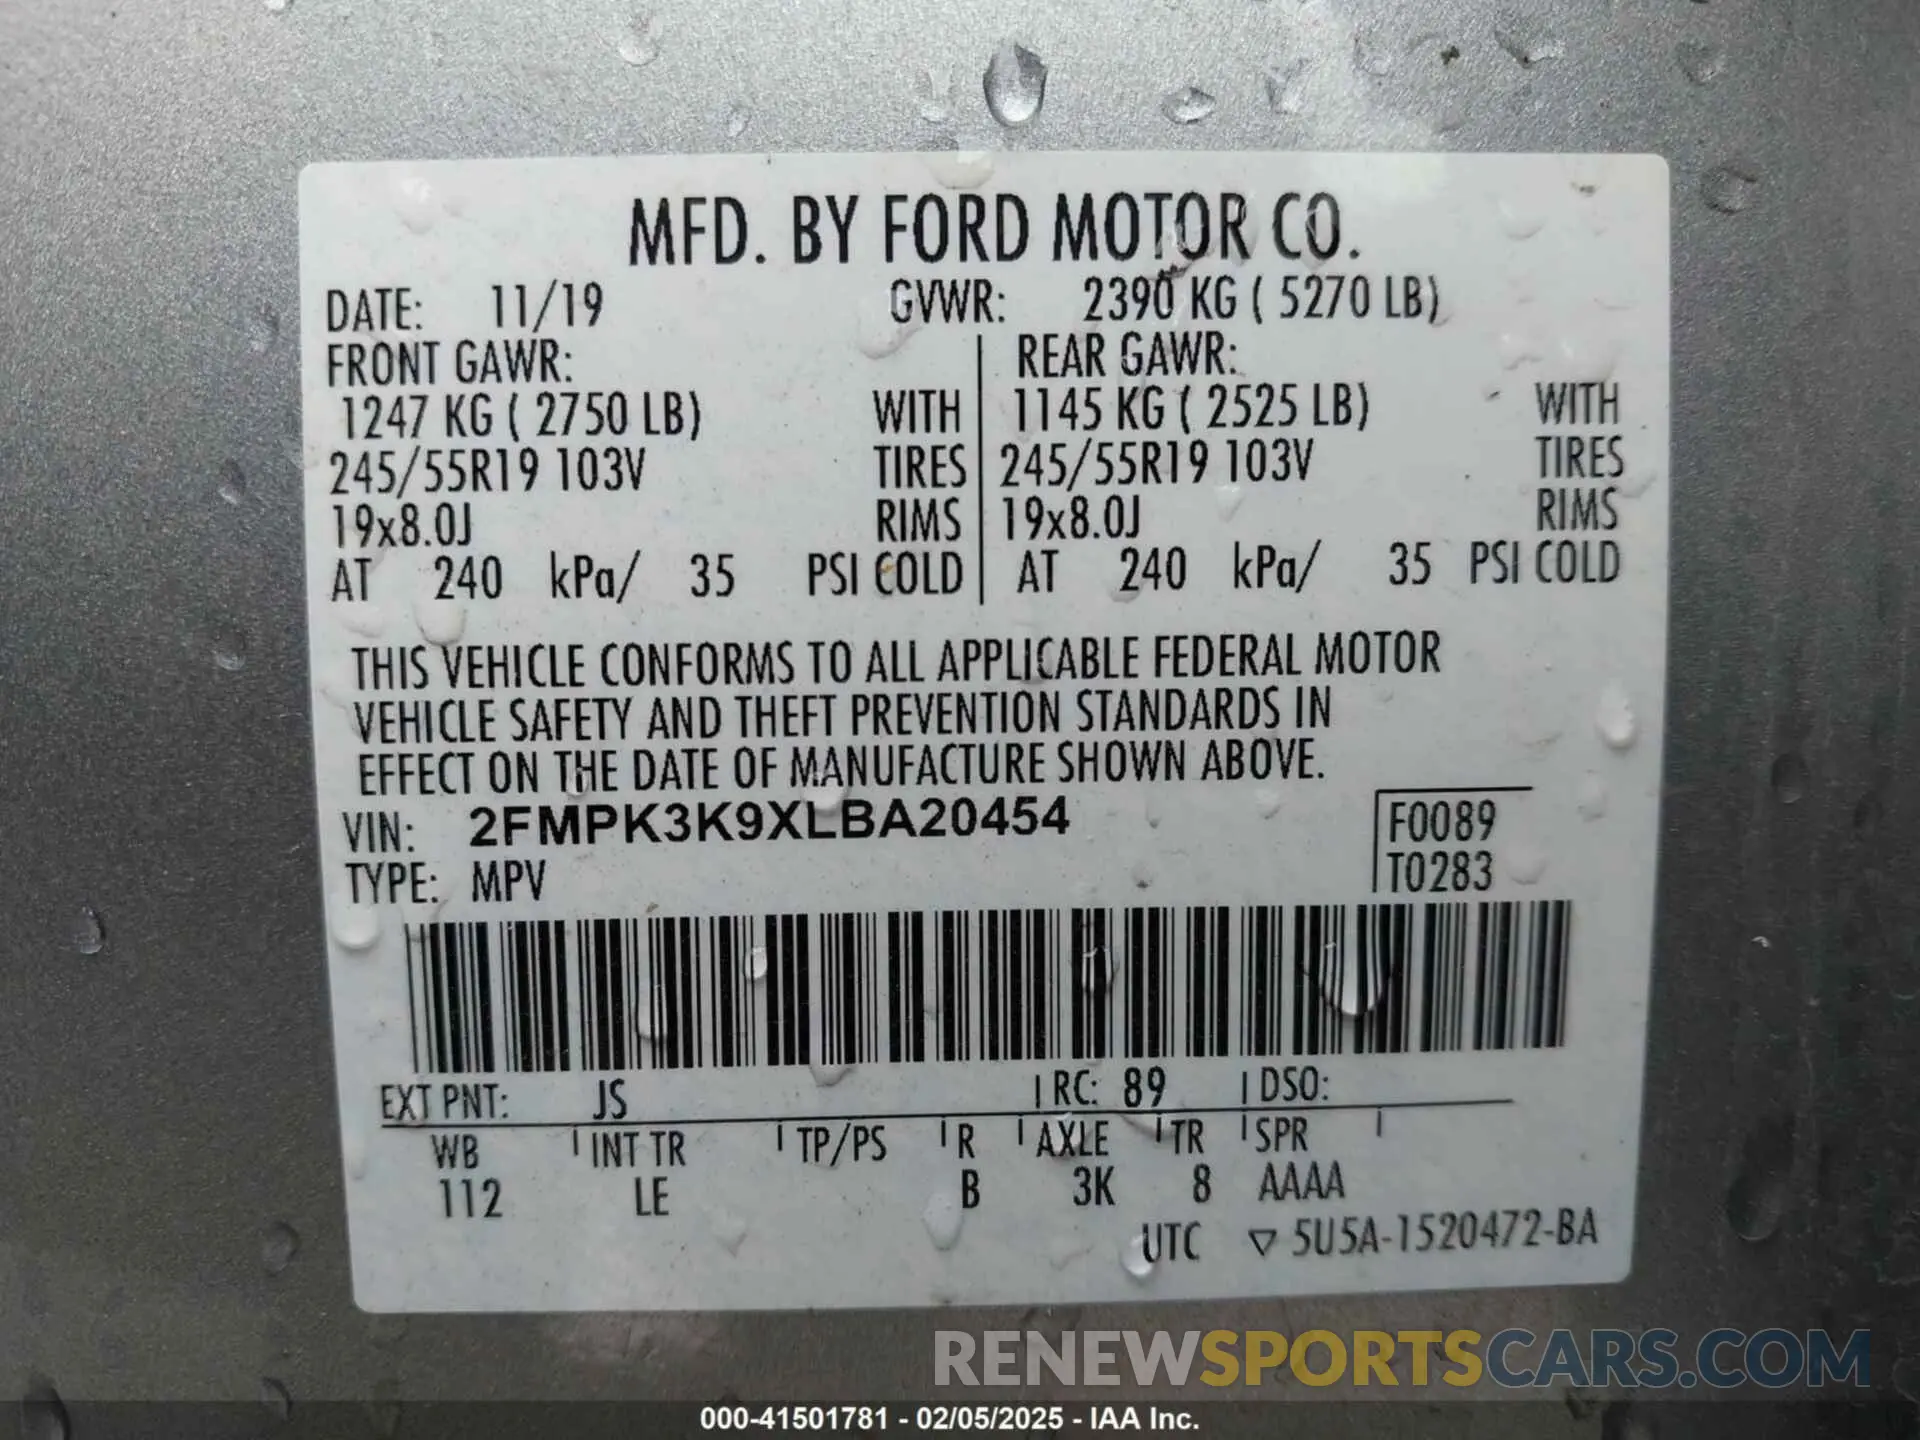 MFD. BY FORD MOTOR CO.
DATE: 11/19 GVWR: 2390 KG ( 5270 LB)
FRONT GAWR: REAR GAWR:
1247 KG ( 2750 LB) WITH 1145 KG ( 2525 LB) WITH
245/55R19 103V TIRES 245/55R19 103V TIRES
19x8.0J RIMS 19x8.0J RIMS
AT 240 kPa/ 35 PSI COLD AT 240 kPa/ 35 PSI COLD
THIS VEHICLE CONFORMS TO ALL APPLICABLE FEDERAL MOTOR
VEHICLE SAFETY AND THEFT PREVENTION STANDARDS IN
EFFECT ON THE DATE OF MANUFACTURE SHOWN ABOVE.
VIN: 2FMPK3K9XLBA20454 F0089
TYPE: MPV T0283
EXT PNT: JS RC: 89 DSO:
WB INT TR TP/PS R AXLE TR SPR
112 LE B 3K 8 AAAA
UTC ▽ 5U5A-1520472-BA
RENEWSPORTSCARS.COM
000-41501781 - 02/05/2025 - IAA Inc.